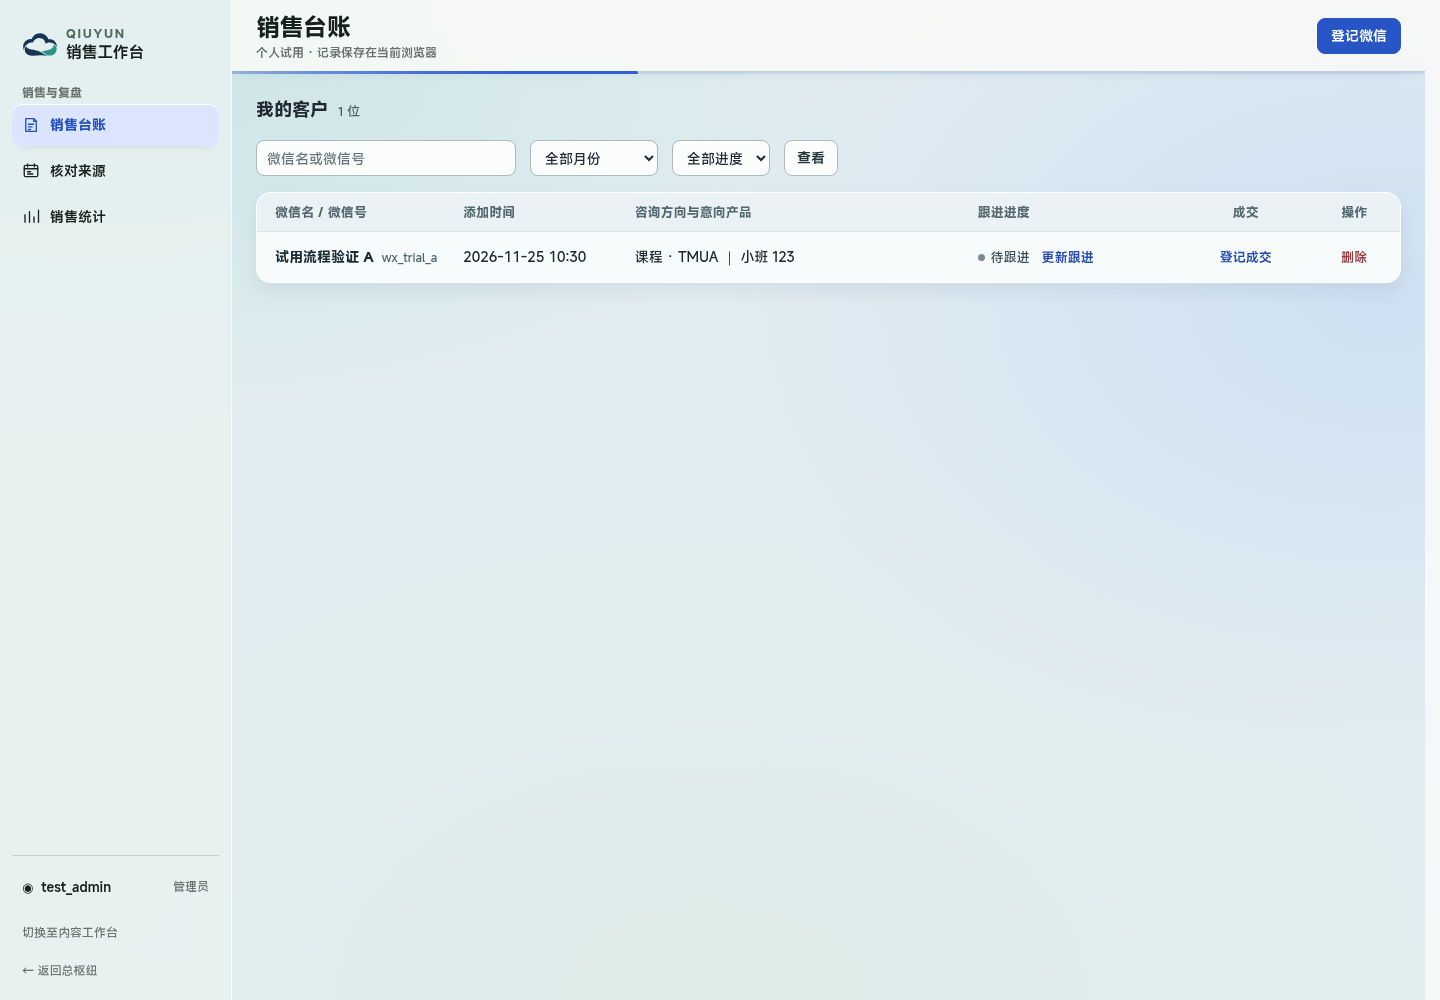 QIUYUN
销售工作台
销售与复盘
销售台账
核对来源
销售统计
test_admin 管理员
切换至内容工作台
← 返回总枢纽
销售台账
个人试用 · 记录保存在当前浏览器
登记微信
我的客户 1 位
微信名或微信号 全部月份 全部进度 查看
微信名 / 微信号 添加时间 咨询方向与意向产品 跟进进度 成交 操作
试用流程验证 A wx_trial_a 2026-11-25 10:30 课程 · TMUA | 小班 123 待跟进 更新跟进 登记成交 删除